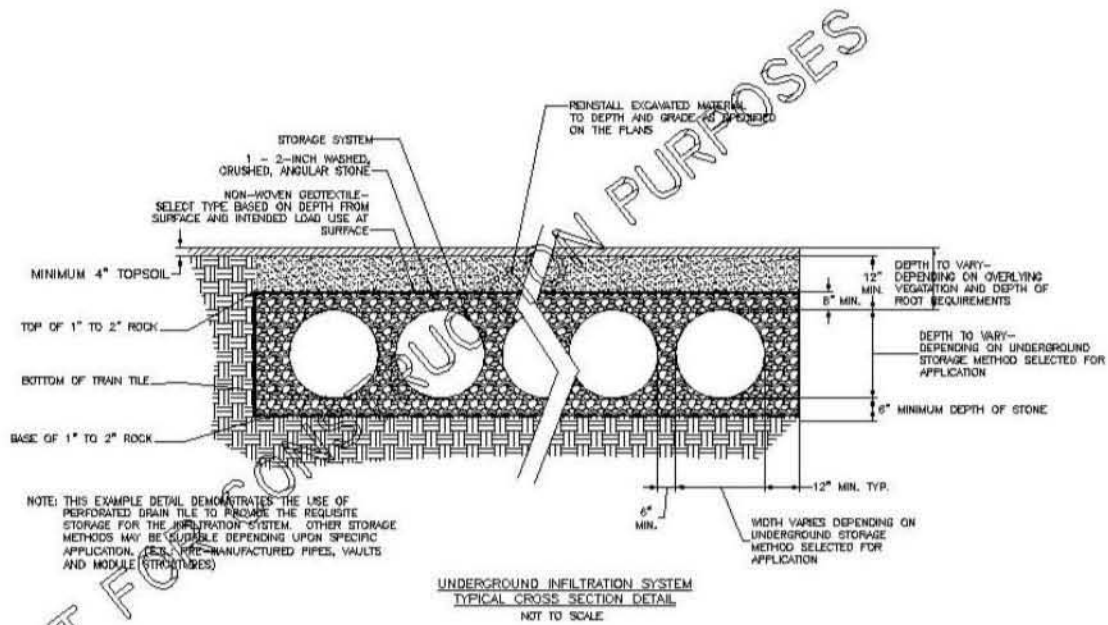 REINSTALL EXCAVATED MATERIAL
TO DEPTH AND GRADE AS SPECIFIED
ON THE PLANS
STORAGE SYSTEM
1 - 2-INCH WASHED,
CRUSHED, ANGULAR STONE
NON-WOVEN GEOTEXTILE-
SELECT TYPE BASED ON DEPTH FROM
SURFACE AND INTENDED LOAD USE AT
SURFACE
MINIMUM 4" TOPSOIL
TOP OF 1" TO 2" ROCK
BOTTOM OF TRAIN TILE
BASE OF 1" TO 2" ROCK
12"
MIN.
DEPTH TO VARY-
DEPENDING ON OVERLYING
VEGATATION AND DEPTH OF
ROOT REQUIREMENTS
6" MIN.
DEPTH TO VARY-
DEPENDING ON UNDERGROUND
STORAGE METHOD SELECTED FOR
APPLICATION
6" MINIMUM DEPTH OF STONE
12" MIN. TYP.
6"
MIN.
WIDTH VARIES DEPENDING ON
UNDERGROUND STORAGE
METHOD SELECTED FOR
APPLICATION
NOTE: THIS EXAMPLE DETAIL DEMONSTRATES THE USE OF
PERFORATED DRAIN TILE TO PROVIDE THE REQUISITE
STORAGE FOR THE INFILTRATION SYSTEM. OTHER STORAGE
METHODS MAY BE SUITABLE DEPENDING UPON SPECIFIC
APPLICATION. (E.G., PRE-MANUFACTURED PIPES, VAULTS
AND MODULE STRUCTURES)
UNDERGROUND INFILTRATION SYSTEM
TYPICAL CROSS SECTION DETAIL
NOT TO SCALE
FOR CONSTRUCTION PURPOSES